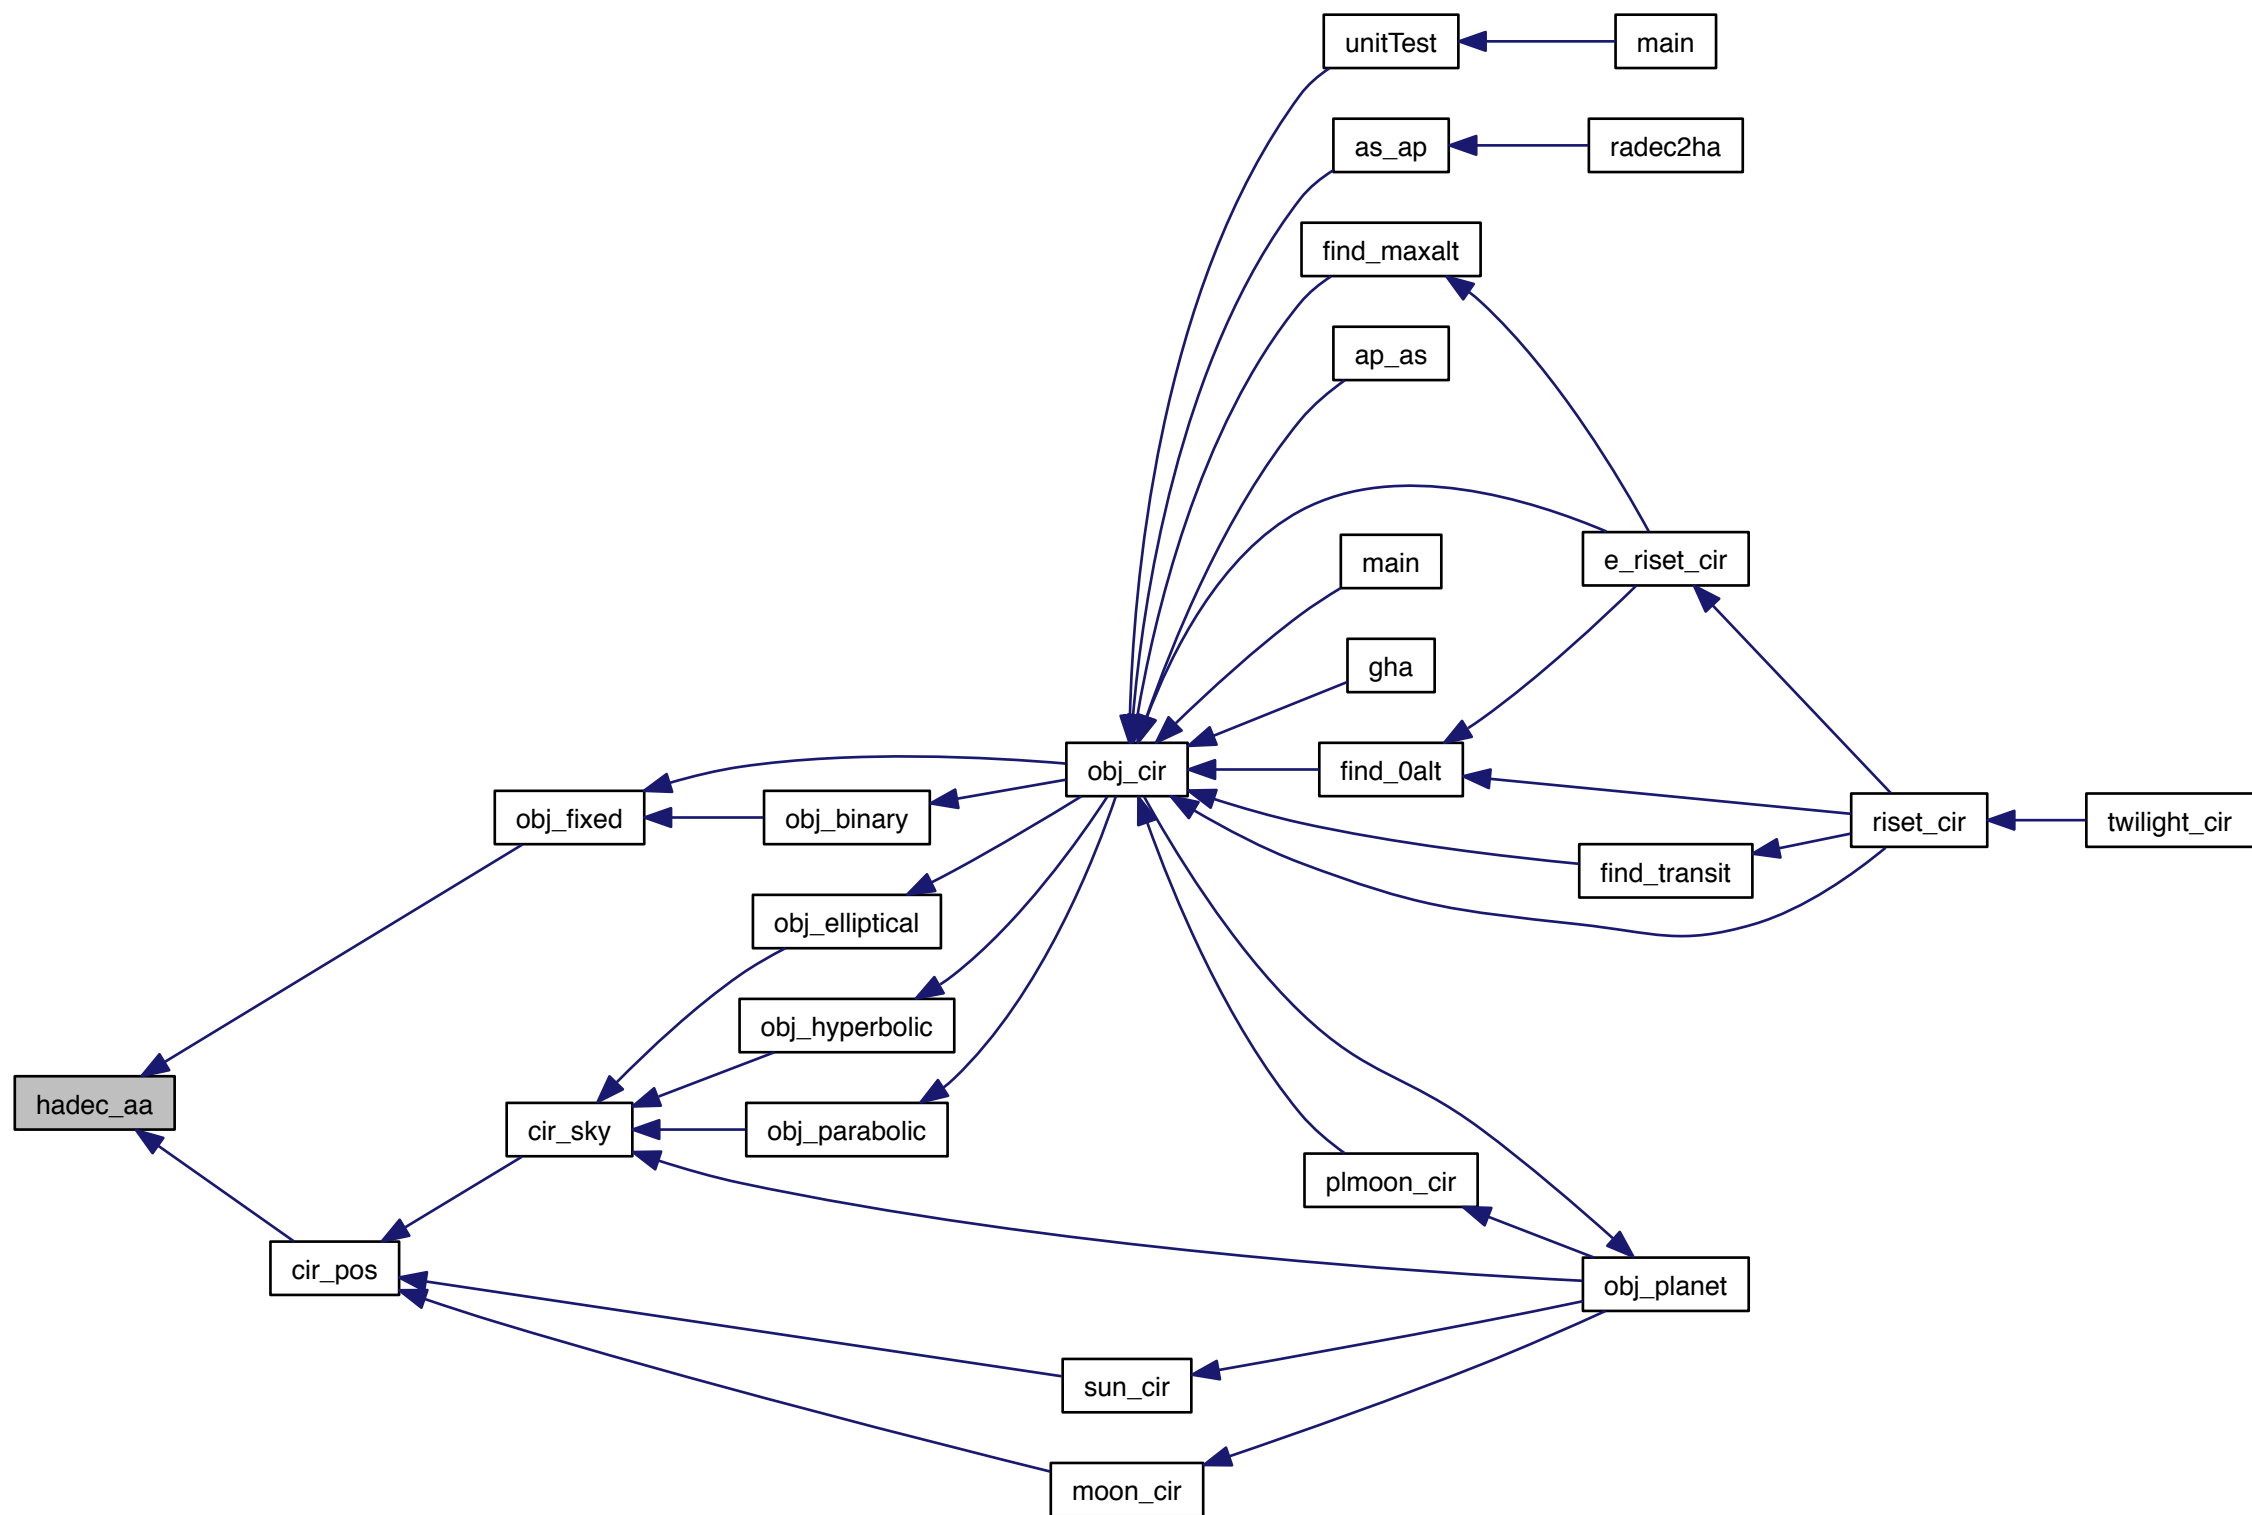 unitTest
main
as_ap
radec2ha
find_maxalt
ap_as
main
e_riset_cir
gha
obj_cir
find_0alt
obj_fixed
obj_binary
riset_cir
twilight_cir
find_transit
obj_elliptical
obj_hyperbolic
hadec_aa
cir_sky
obj_parabolic
plmoon_cir
cir_pos
obj_planet
sun_cir
moon_cir